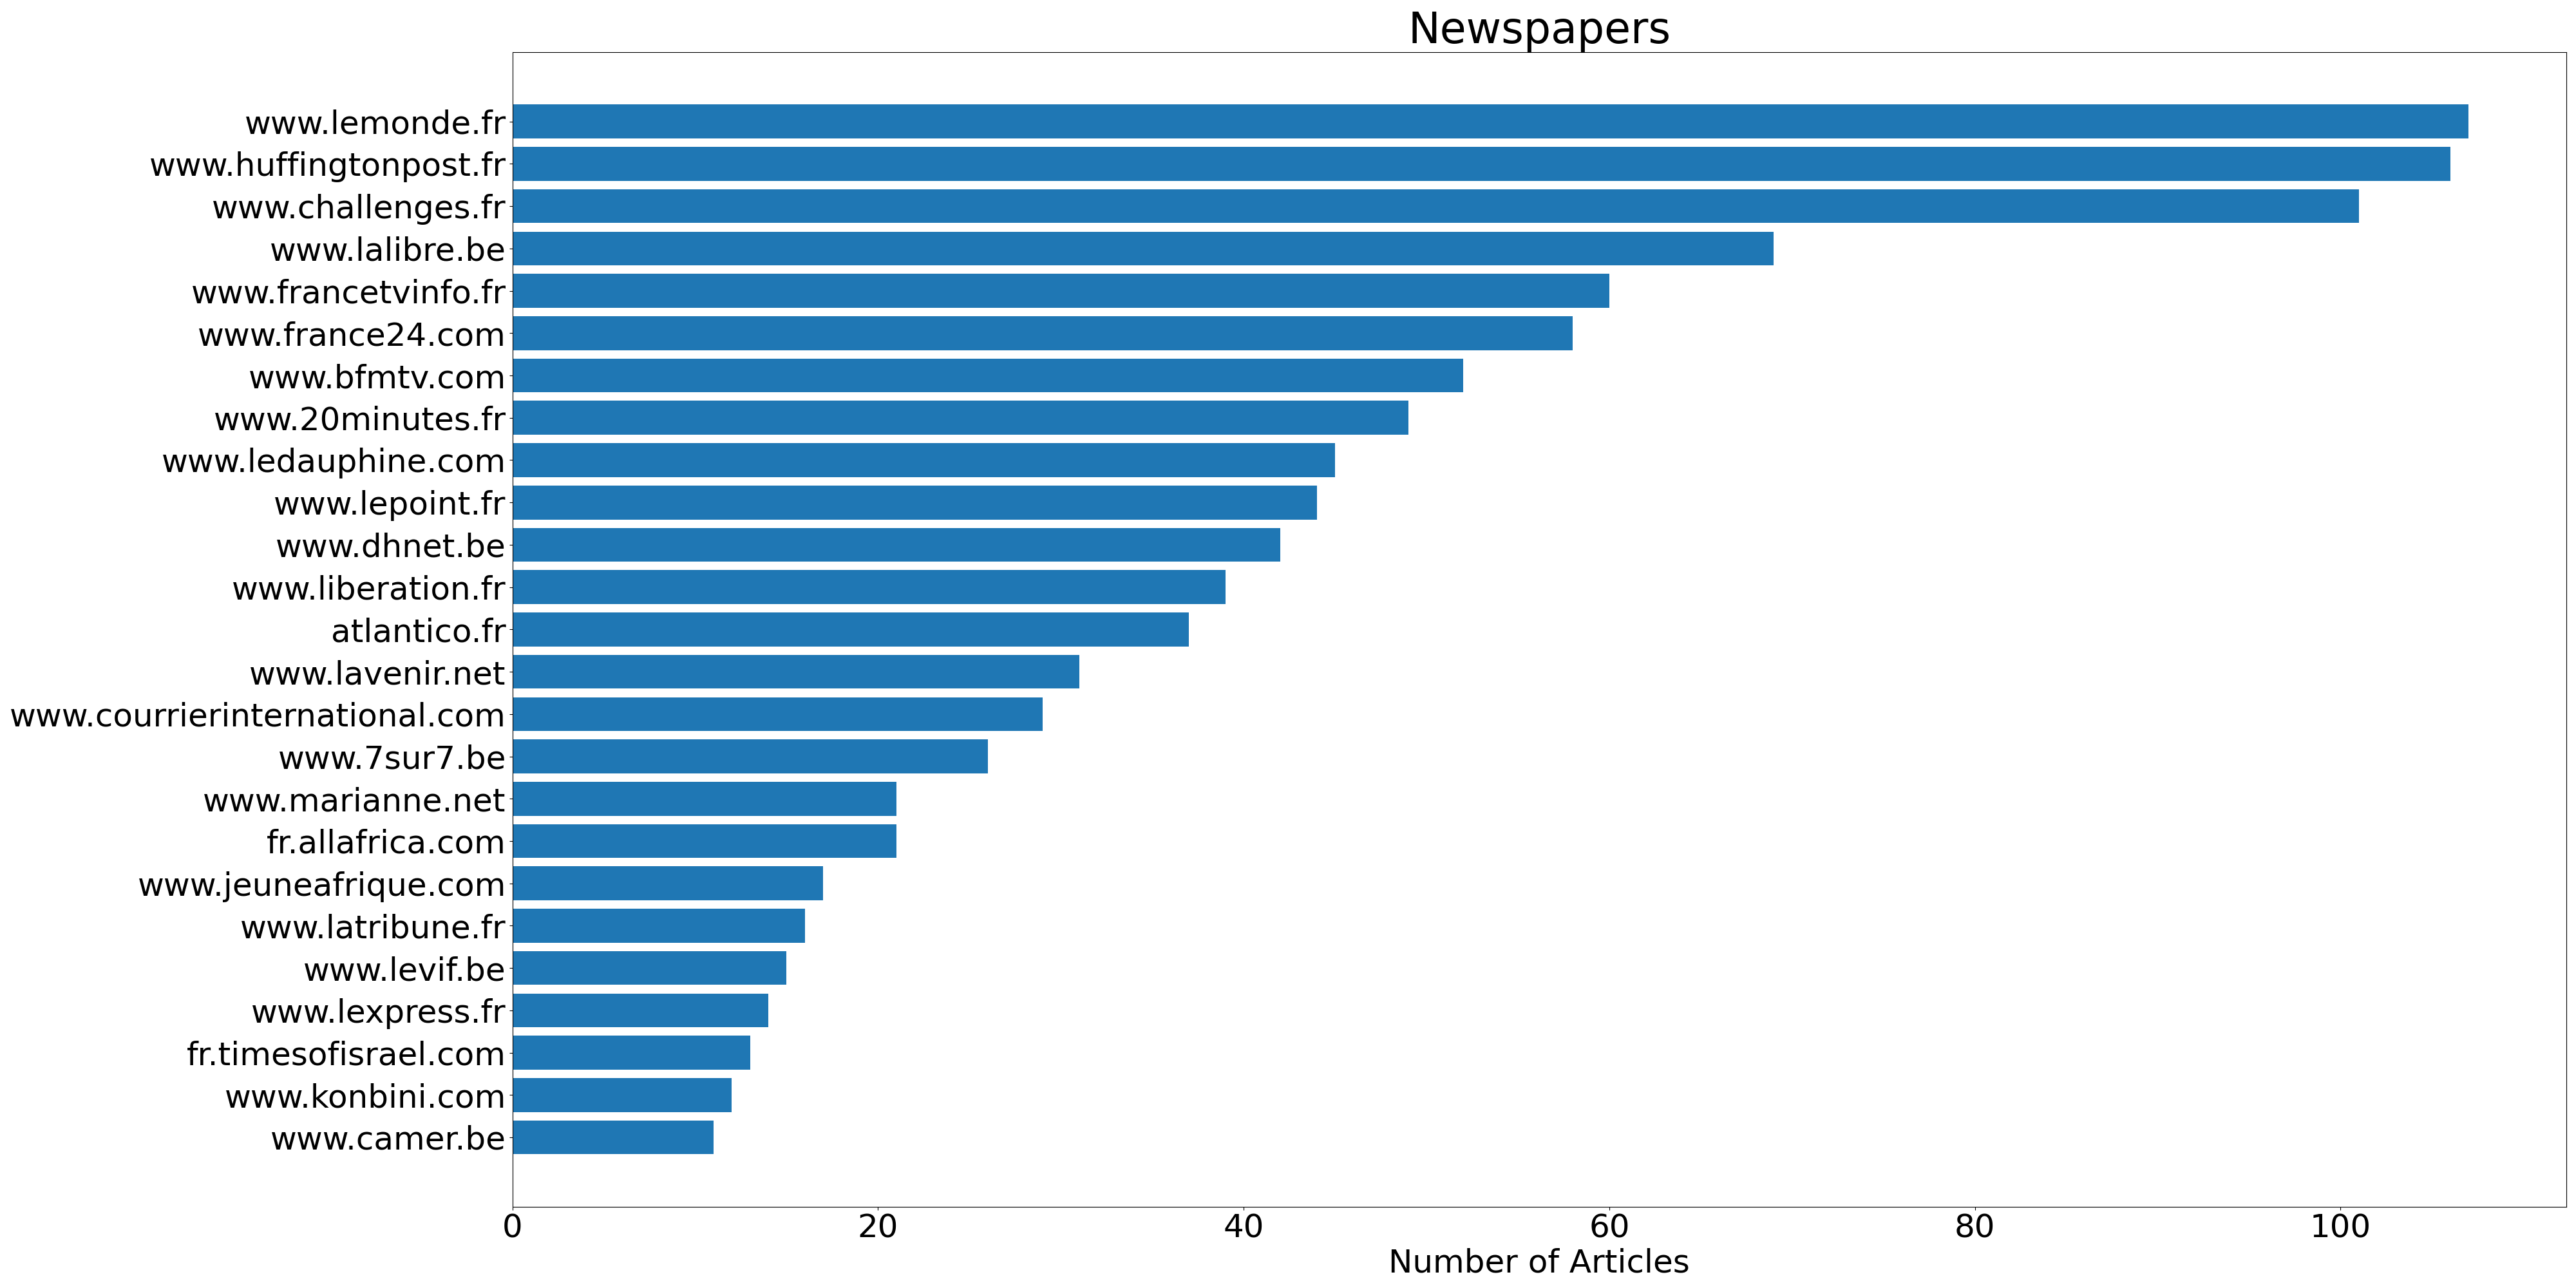 Newspapers
www.lemonde.fr
www.huffingtonpost.fr
www.challenges.fr
www.lalibre.be
www.francetvinfo.fr
www.france24.com
www.bfmtv.com
www.20minutes.fr
www.ledauphine.com
www.lepoint.fr
www.dhnet.be
www.liberation.fr
atlantico.fr
www.lavenir.net
www.courrierinternational.com
www.7sur7.be
www.marianne.net
fr.allafrica.com
www.jeuneafrique.com
www.latribune.fr
www.levif.be
www.lexpress.fr
fr.timesofisrael.com
www.konbini.com
www.camer.be
0 20 40 60 80 100
Number of Articles